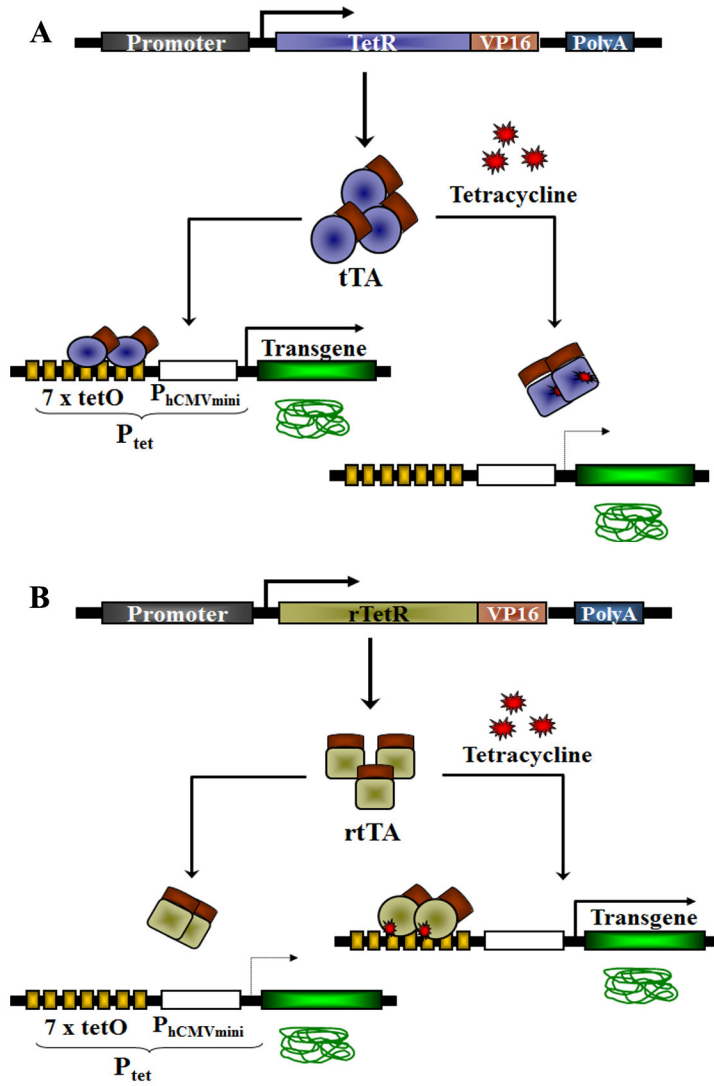 A
Promoter TetR VP16 PolyA
Tetracycline
tTA
Transgene
7 x tetO PhCMVmini
Ptet
B
Promoter rTetR VP16 PolyA
Tetracycline
rtTA
Transgene
7 x tetO PhCMVmini
Ptet